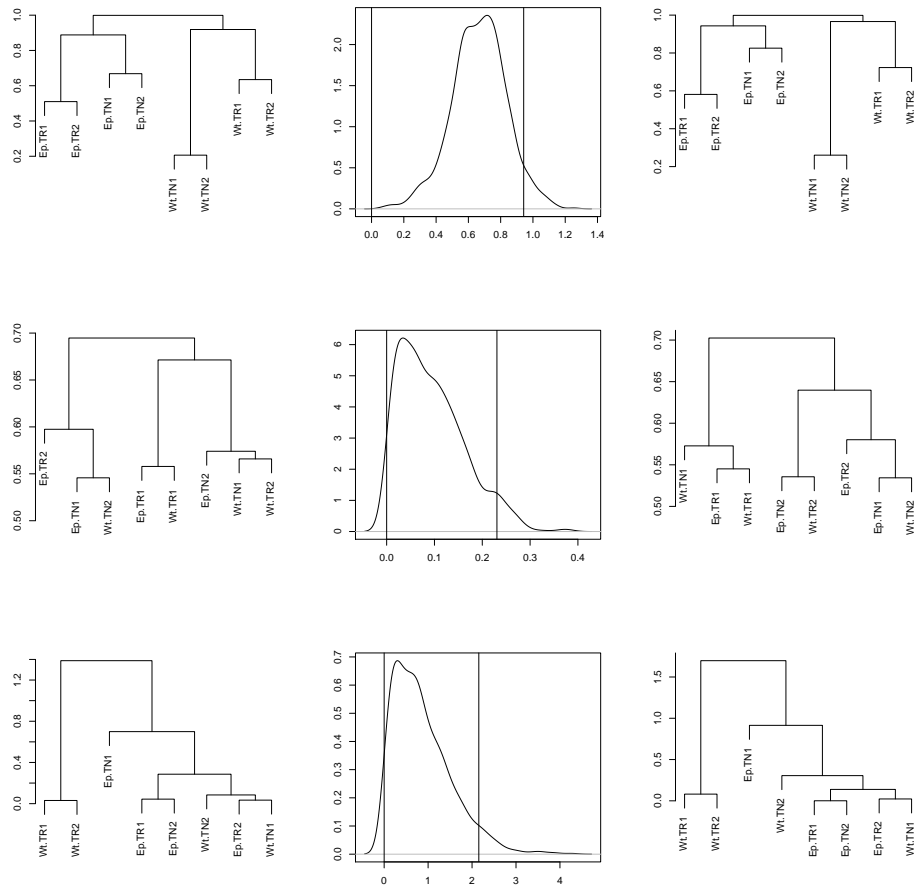 1.0
0.8
0.6
0.4
0.2
Ep.TR1
Ep.TR2
Ep.TN1
Ep.TN2
Wt.TN1
Wt.TN2
Wt.TR1
Wt.TR2
2.0
1.5
1.0
0.5
0.0
0.0 0.2 0.4 0.6 0.8 1.0 1.2 1.4
1.0
0.8
0.6
0.4
0.2
Ep.TR1
Ep.TR2
Ep.TN1
Ep.TN2
Wt.TN1
Wt.TN2
Wt.TR1
Wt.TR2
0.70
0.65
0.60
0.55
0.50
Ep.TR2
Ep.TN1
Wt.TN2
Ep.TR1
Wt.TR1
Ep.TN2
Wt.TN1
Wt.TR2
6
5
4
3
2
1
0
0.0 0.1 0.2 0.3 0.4
0.70
0.65
0.60
0.55
0.50
Wt.TN1
Ep.TR1
Wt.TR1
Ep.TN2
Wt.TR2
Ep.TR2
Ep.TN1
Wt.TN2
1.2
0.8
0.4
0.0
Wt.TR1
Wt.TR2
Ep.TN1
Ep.TR1
Ep.TN2
Wt.TN2
Ep.TR2
Wt.TN1
0.7
0.6
0.5
0.4
0.3
0.2
0.1
0.0
0 1 2 3 4
1.5
1.0
0.5
0.0
Wt.TR1
Wt.TR2
Ep.TN1
Wt.TN2
Ep.TR1
Ep.TN2
Ep.TR2
Wt.TN1